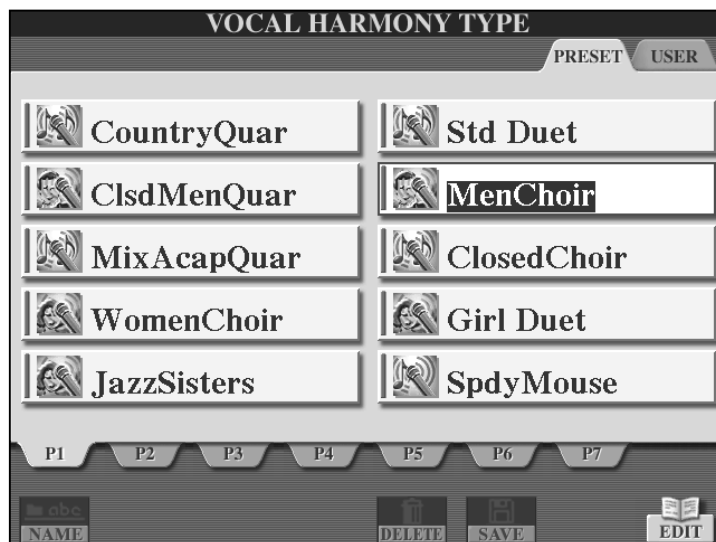 VOCAL HARMONY TYPE
PRESET USER
CountryQuar Std Duet
ClsdMenQuar MenChoir
MixAcapQuar ClosedChoir
WomenChoir Girl Duet
JazzSisters SpdyMouse
P1 P2 P3 P4 P5 P6 P7
abc
NAME DELETE SAVE EDIT